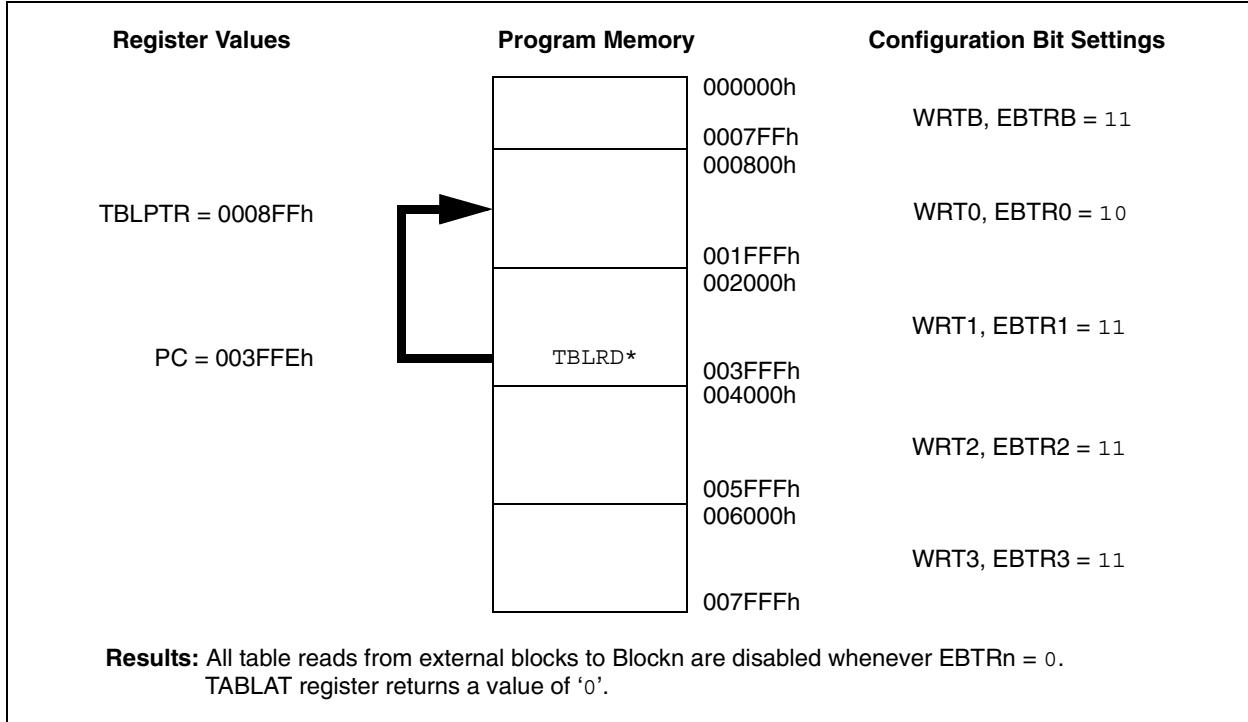 Register Values Program Memory Configuration Bit Settings
000000h
WRTB, EBTRB = 11
0007FFh
000800h
TBLPTR = 0008FFh
WRT0, EBTR0 = 10
001FFFh
002000h
WRT1, EBTR1 = 11
PC = 003FFEh
TBLRD*
003FFFh
004000h
WRT2, EBTR2 = 11
005FFFh
006000h
WRT3, EBTR3 = 11
007FFFh
Results: All table reads from external blocks to Blockn are disabled whenever EBTRn = 0.
TABLAT register returns a value of ‘0’.